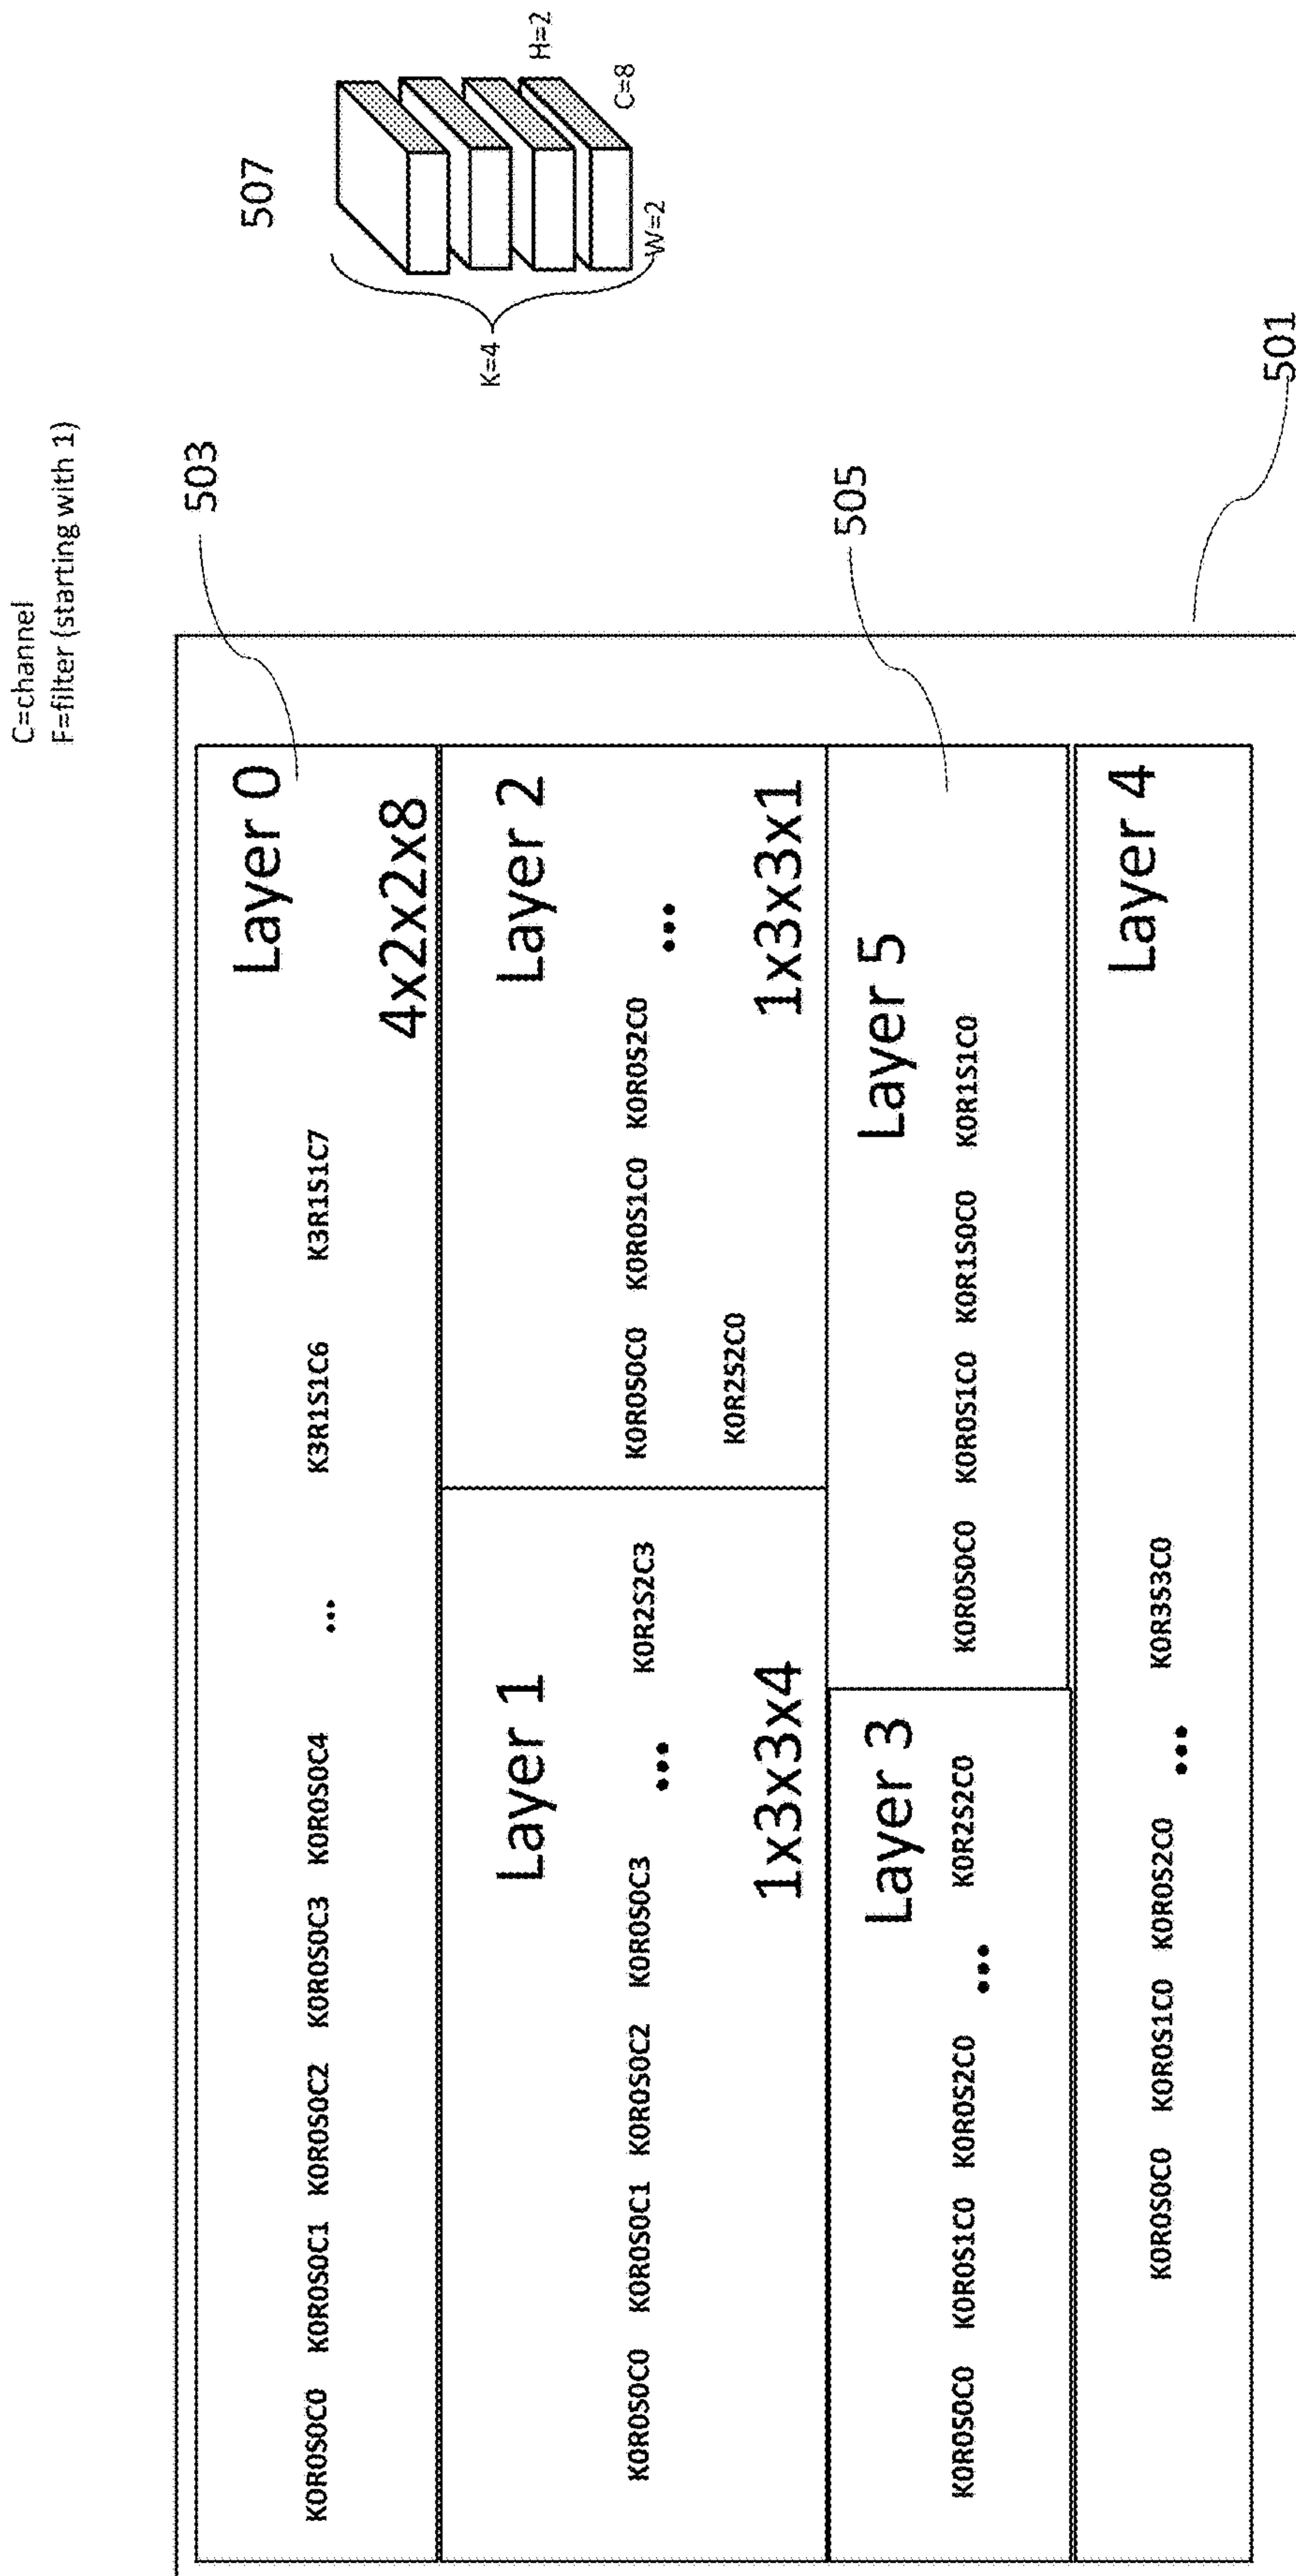 C=channel
F=filter (starting with 1)
503
507
K=4
H=2
C=8
W=2
Layer 0
K0R0S0C0 K0R0S0C1 K0R0S0C2 K0R0S0C3 K0R0S0C4 ... K3R1S1C6 K3R1S1C7
4x2x2x8
Layer 1
K0R0S0C0 K0R0S0C1 K0R0S0C2 K0R0S0C3 ... K0R2S2C3
1x3x3x4
Layer 2
K0R0S0C0 K0R0S1C0 K0R0S2C0 ...
K0R2S2C0
1x3x3x1
505
Layer 3
K0R0S0C0 K0R0S1C0 K0R0S2C0 ... K0R2S2C0
Layer 5
K0R0S0C0 K0R0S1C0 K0R1S0C0 K0R1S1C0
Layer 4
K0R0S0C0 K0R0S1C0 K0R0S2C0 ... K0R3S3C0
501